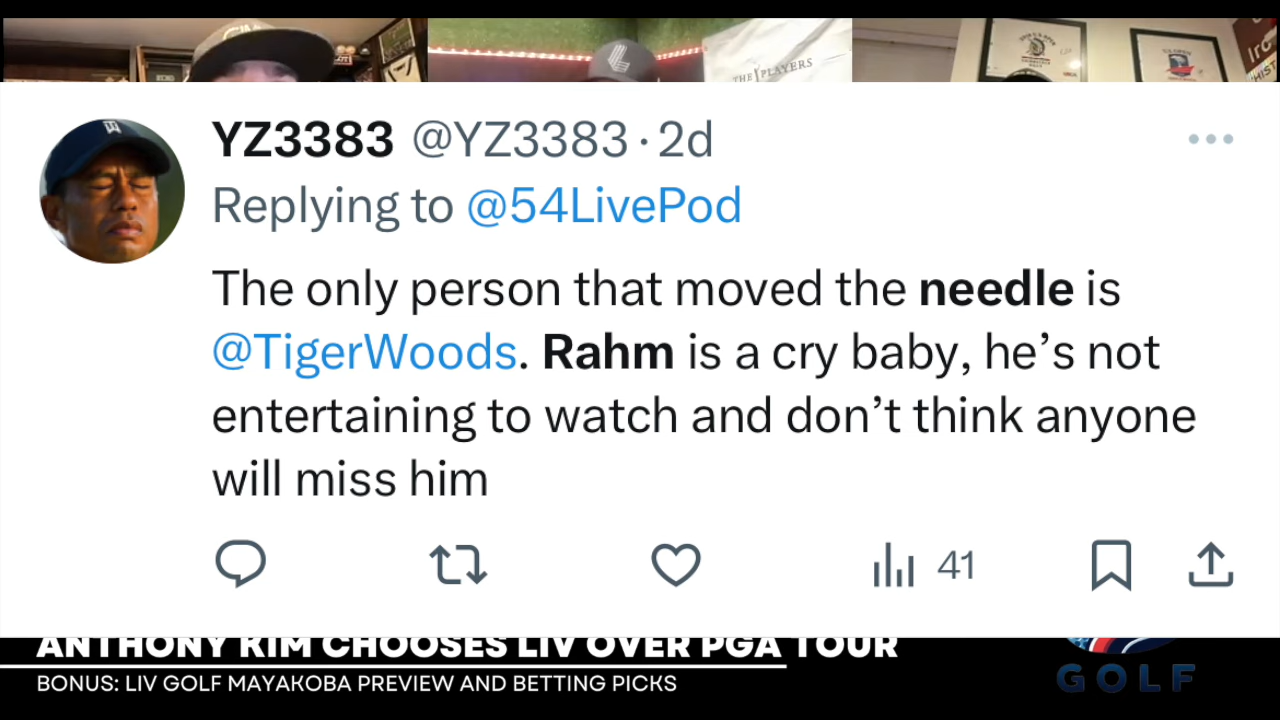 THE PLAYERS
YZ3383 @YZ3383 · 2d
Replying to @54LivePod
The only person that moved the needle is
@TigerWoods. Rahm is a cry baby, he’s not
entertaining to watch and don’t think anyone
will miss him
41
ANTHONY KIM CHOOSES LIV OVER PGA TOUR
BONUS: LIV GOLF MAYAKOBA PREVIEW AND BETTING PICKS
GOLF